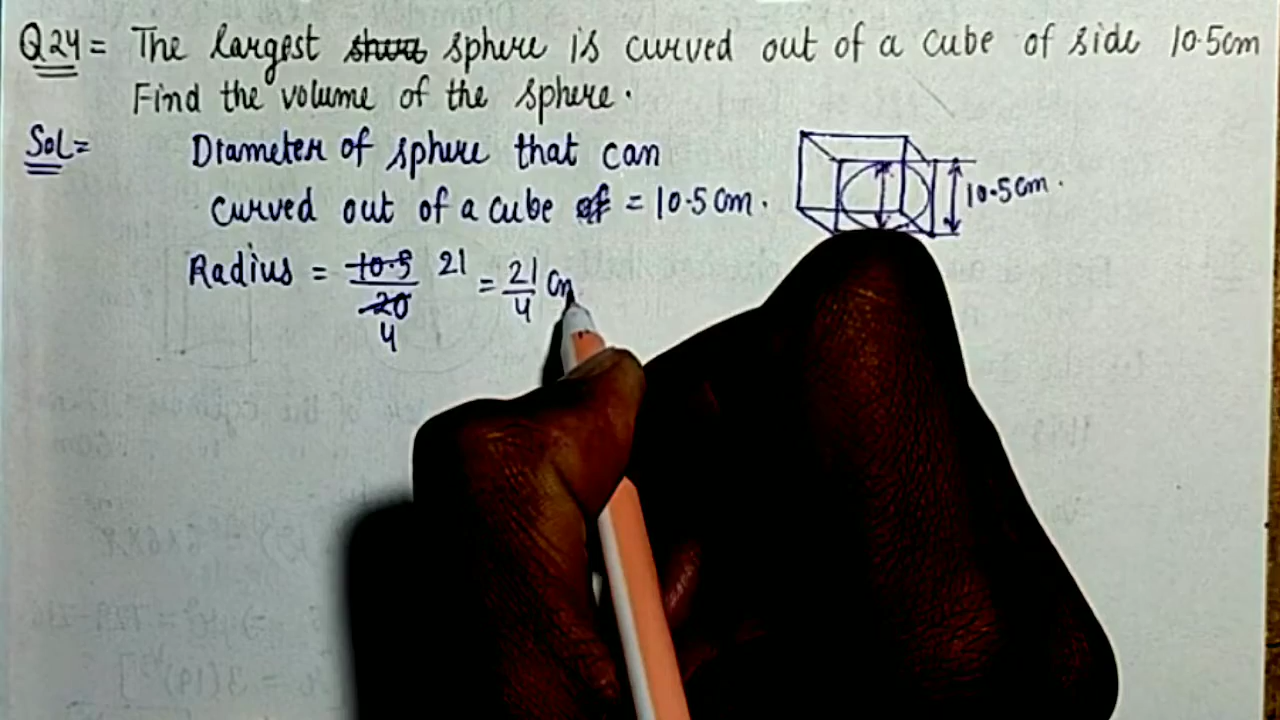 Q24= The largest sphere is curved out of a cube of side 10.5cm
Find the volume of the sphere.
Sol= Diameter of sphere that can
curved out of a cube of = 10.5 cm.
10.5cm.
Radius = 10.5/20 21/4 = 21/4 cm